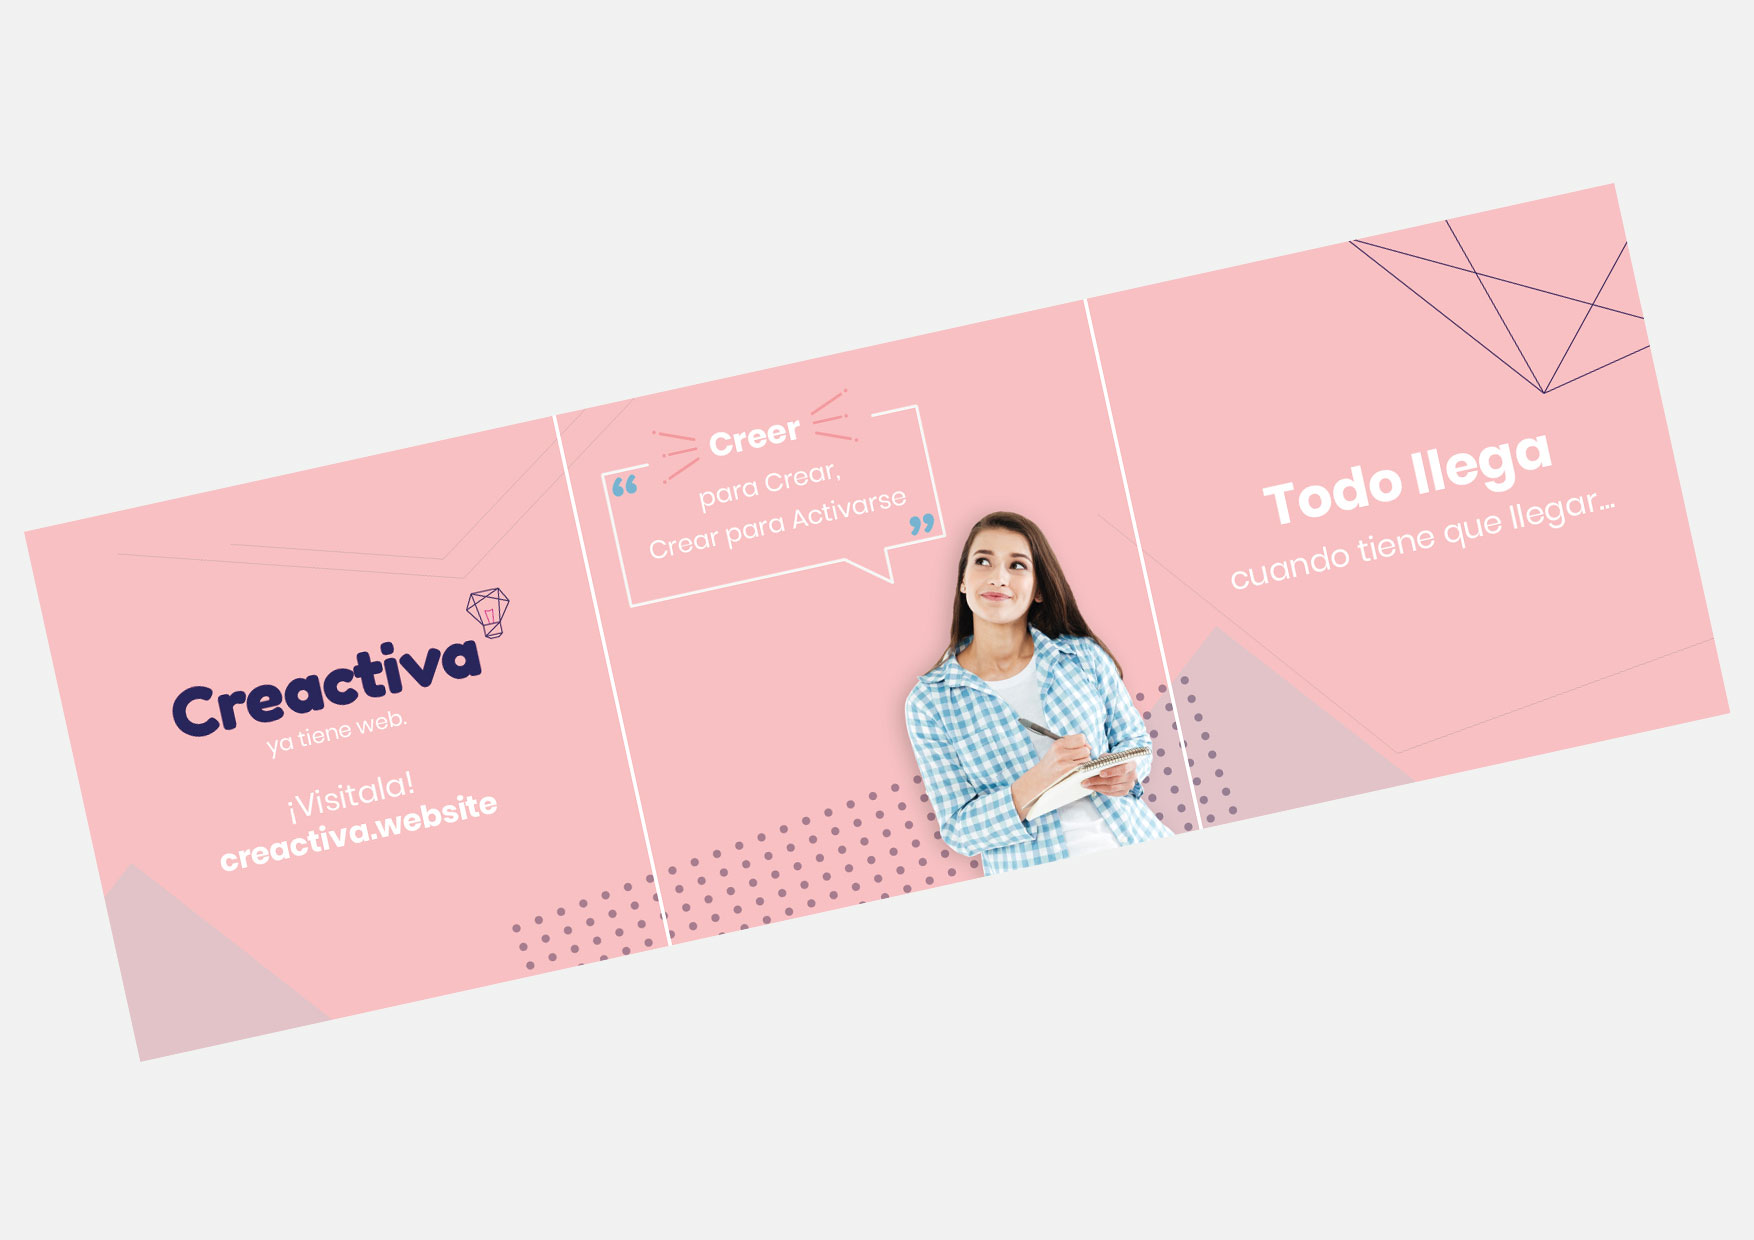 Creactiva
ya tiene web.
¡Visitala!
creactiva.website
“
Creer
para Crear,
Crear para Activarse
”
Todo llega
cuando tiene que llegar...